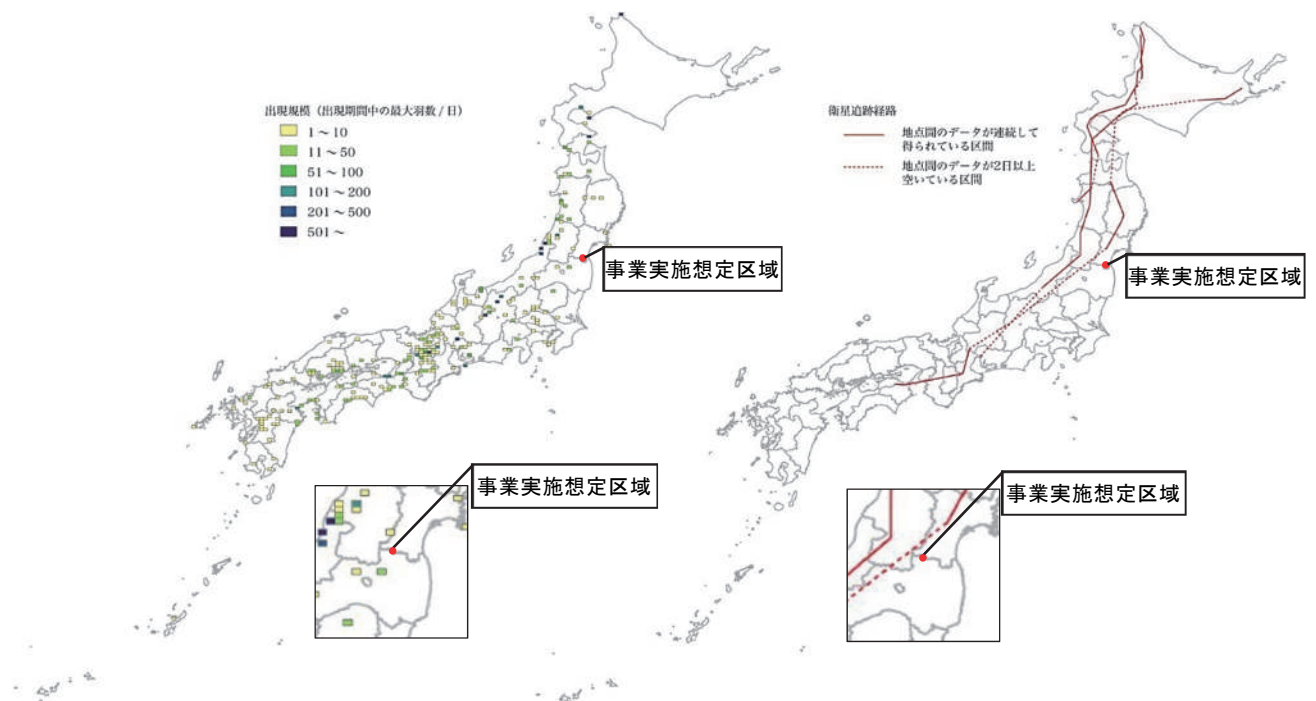 出現規模（出現期間中の最大羽数/日）
1～10
11～50
51～100
101～200
201～500
501～
事業実施想定区域
事業実施想定区域
衛星追跡経路
地点間のデータが連続して
得られている区間
地点間のデータが2日以上
空いている区間
事業実施想定区域
事業実施想定区域